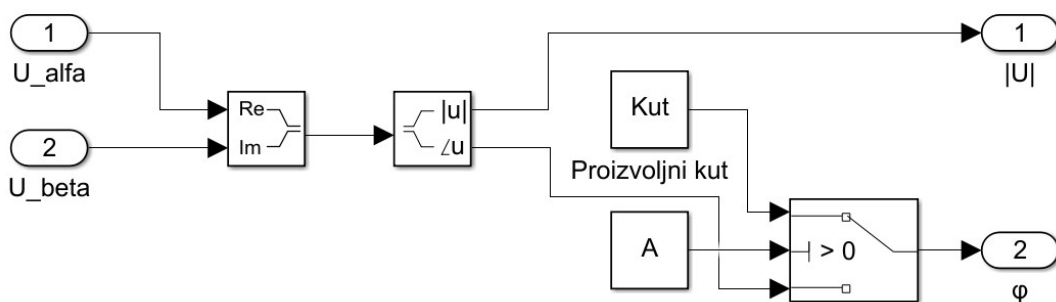 1
U_alfa
2
U_beta
Re
Im
|u|
∠u
Kut
Proizvoljni kut
A
> 0
1
|U|
2
φ